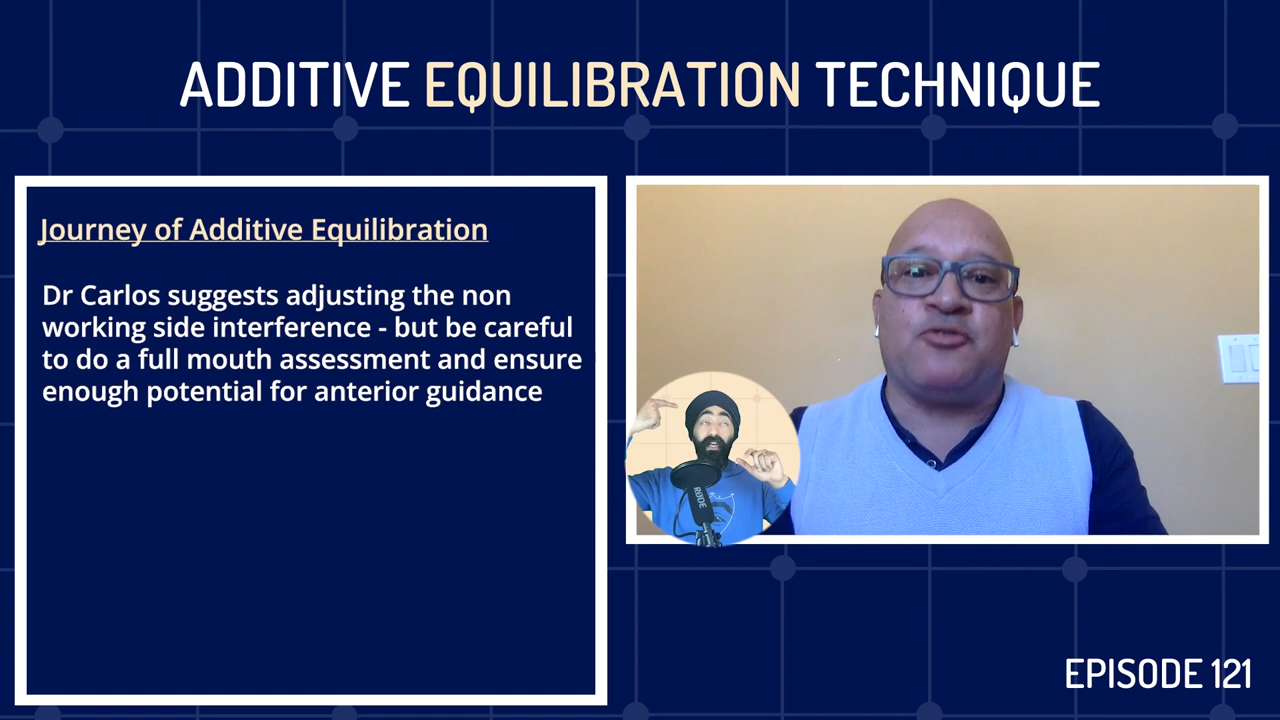 ADDITIVE EQUILIBRATION TECHNIQUE
Journey of Additive Equilibration
Dr Carlos suggests adjusting the non
working side interference - but be careful
to do a full mouth assessment and ensure
enough potential for anterior guidance
RØDE
EPISODE 121